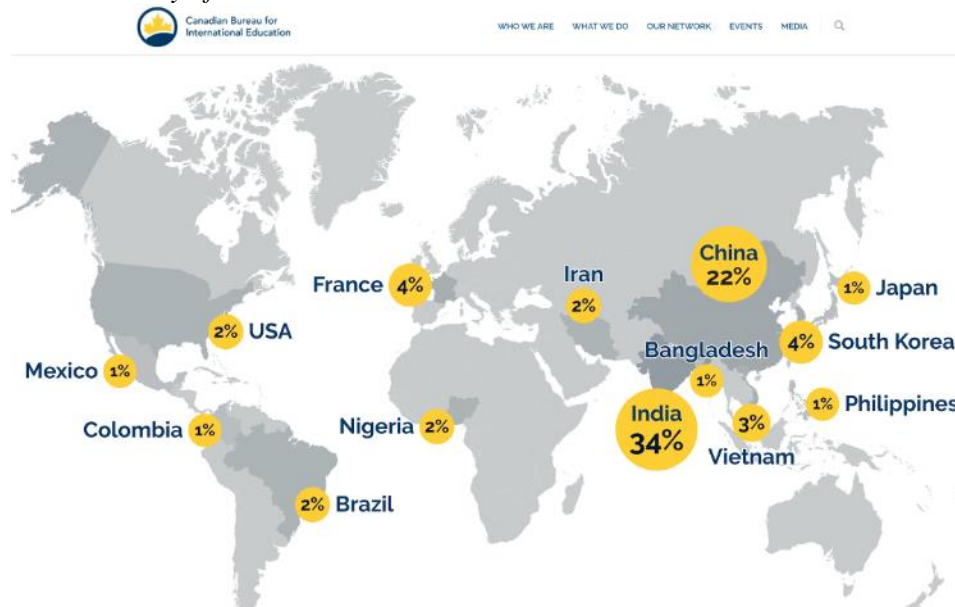 Canadian Bureau for
International Education
WHO WE ARE WHAT WE DO OUR NETWORK EVENTS MEDIA
China
22%
Iran
2%
France 4%
1% Japan
2% USA
4% South Korea
Bangladesh
1%
Mexico 1%
India
34%
1% Philippines
Colombia 1%
Nigeria 2%
3%
Vietnam
2% Brazil